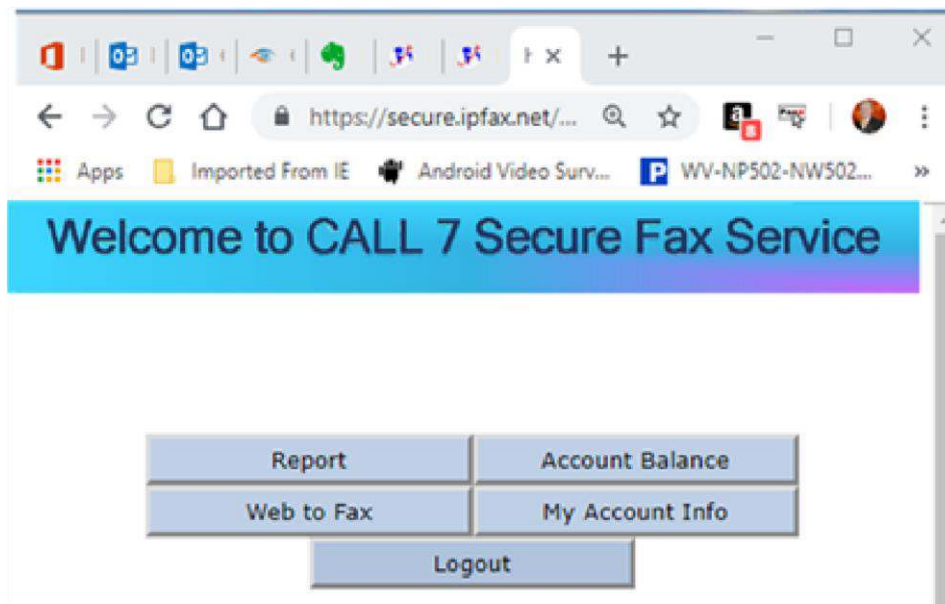 https://secure.ipfax.net/...
Apps Imported From IE Android Video Surv... WV-NP502-NW502... »
Welcome to CALL 7 Secure Fax Service
Report Account Balance
Web to Fax My Account Info
Logout